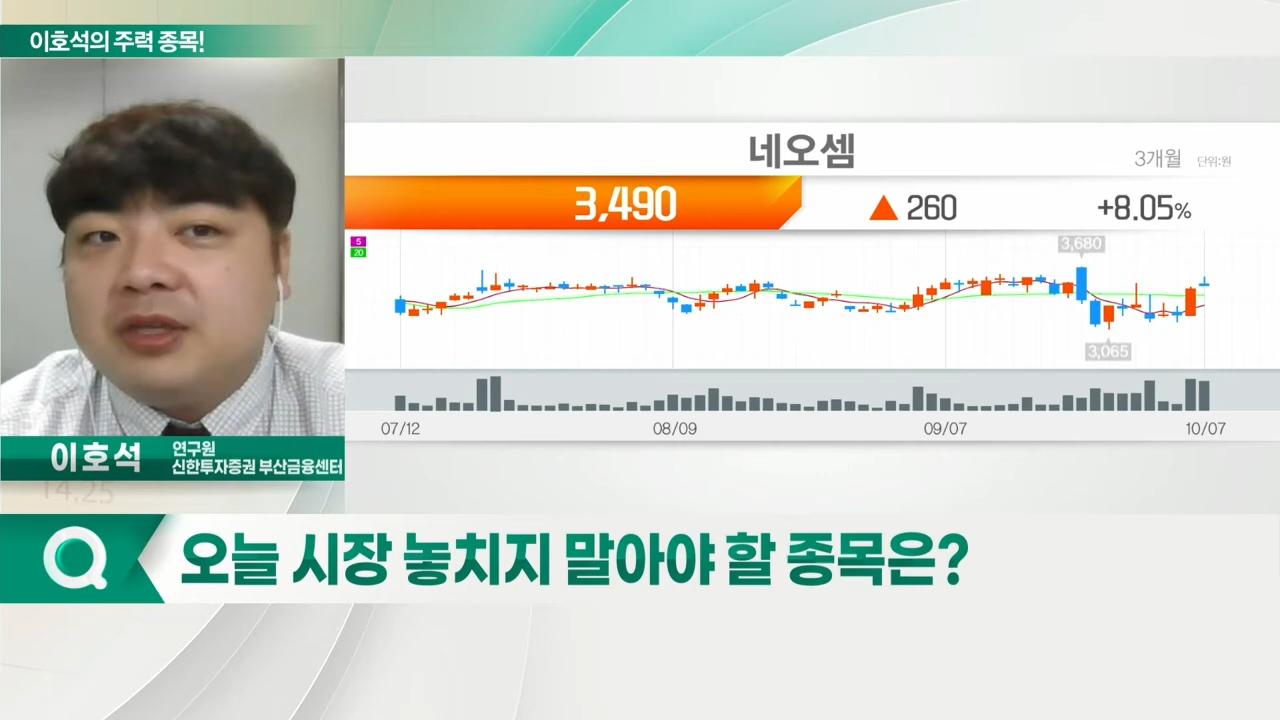 이호석의 주력 종목!
네오셈
3개월 단위:원
3,490 ▲ 260 +8.05%
5
20
3,680
3,065
07/12 08/09 09/07 10/07
이호석 연구원
신한투자증권 부산금융센터
14.25
오늘 시장 놓치지 말아야 할 종목은?